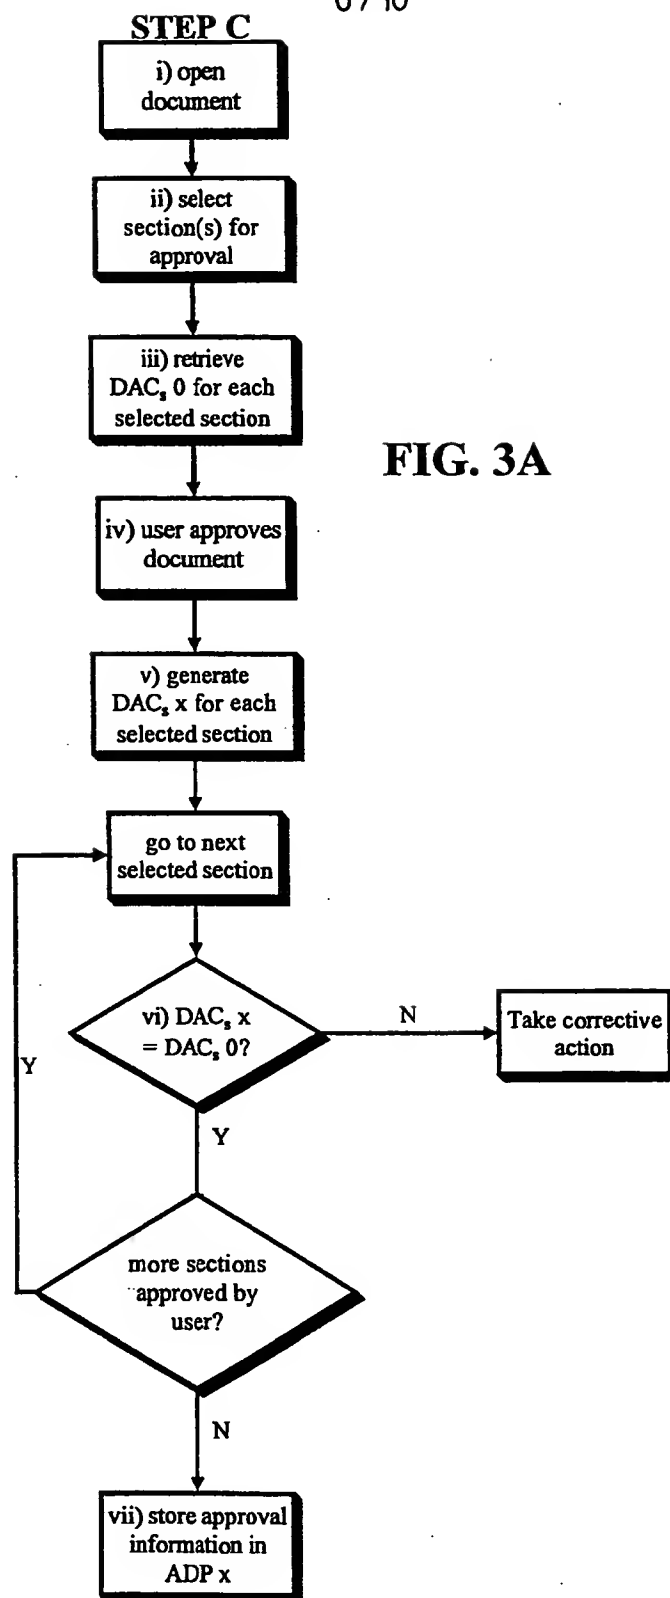 STEP C
i) open
document
ii) select
section(s) for
approval
iii) retrieve
DACs 0 for each
selected section
FIG. 3A
iv) user approves
document
v) generate
DACs x for each
selected section
go to next
selected section
vi) DACs x
= DACs 0?
N
Take corrective
action
Y
Y
more sections
approved by
user?
N
vii) store approval
information in
ADP x